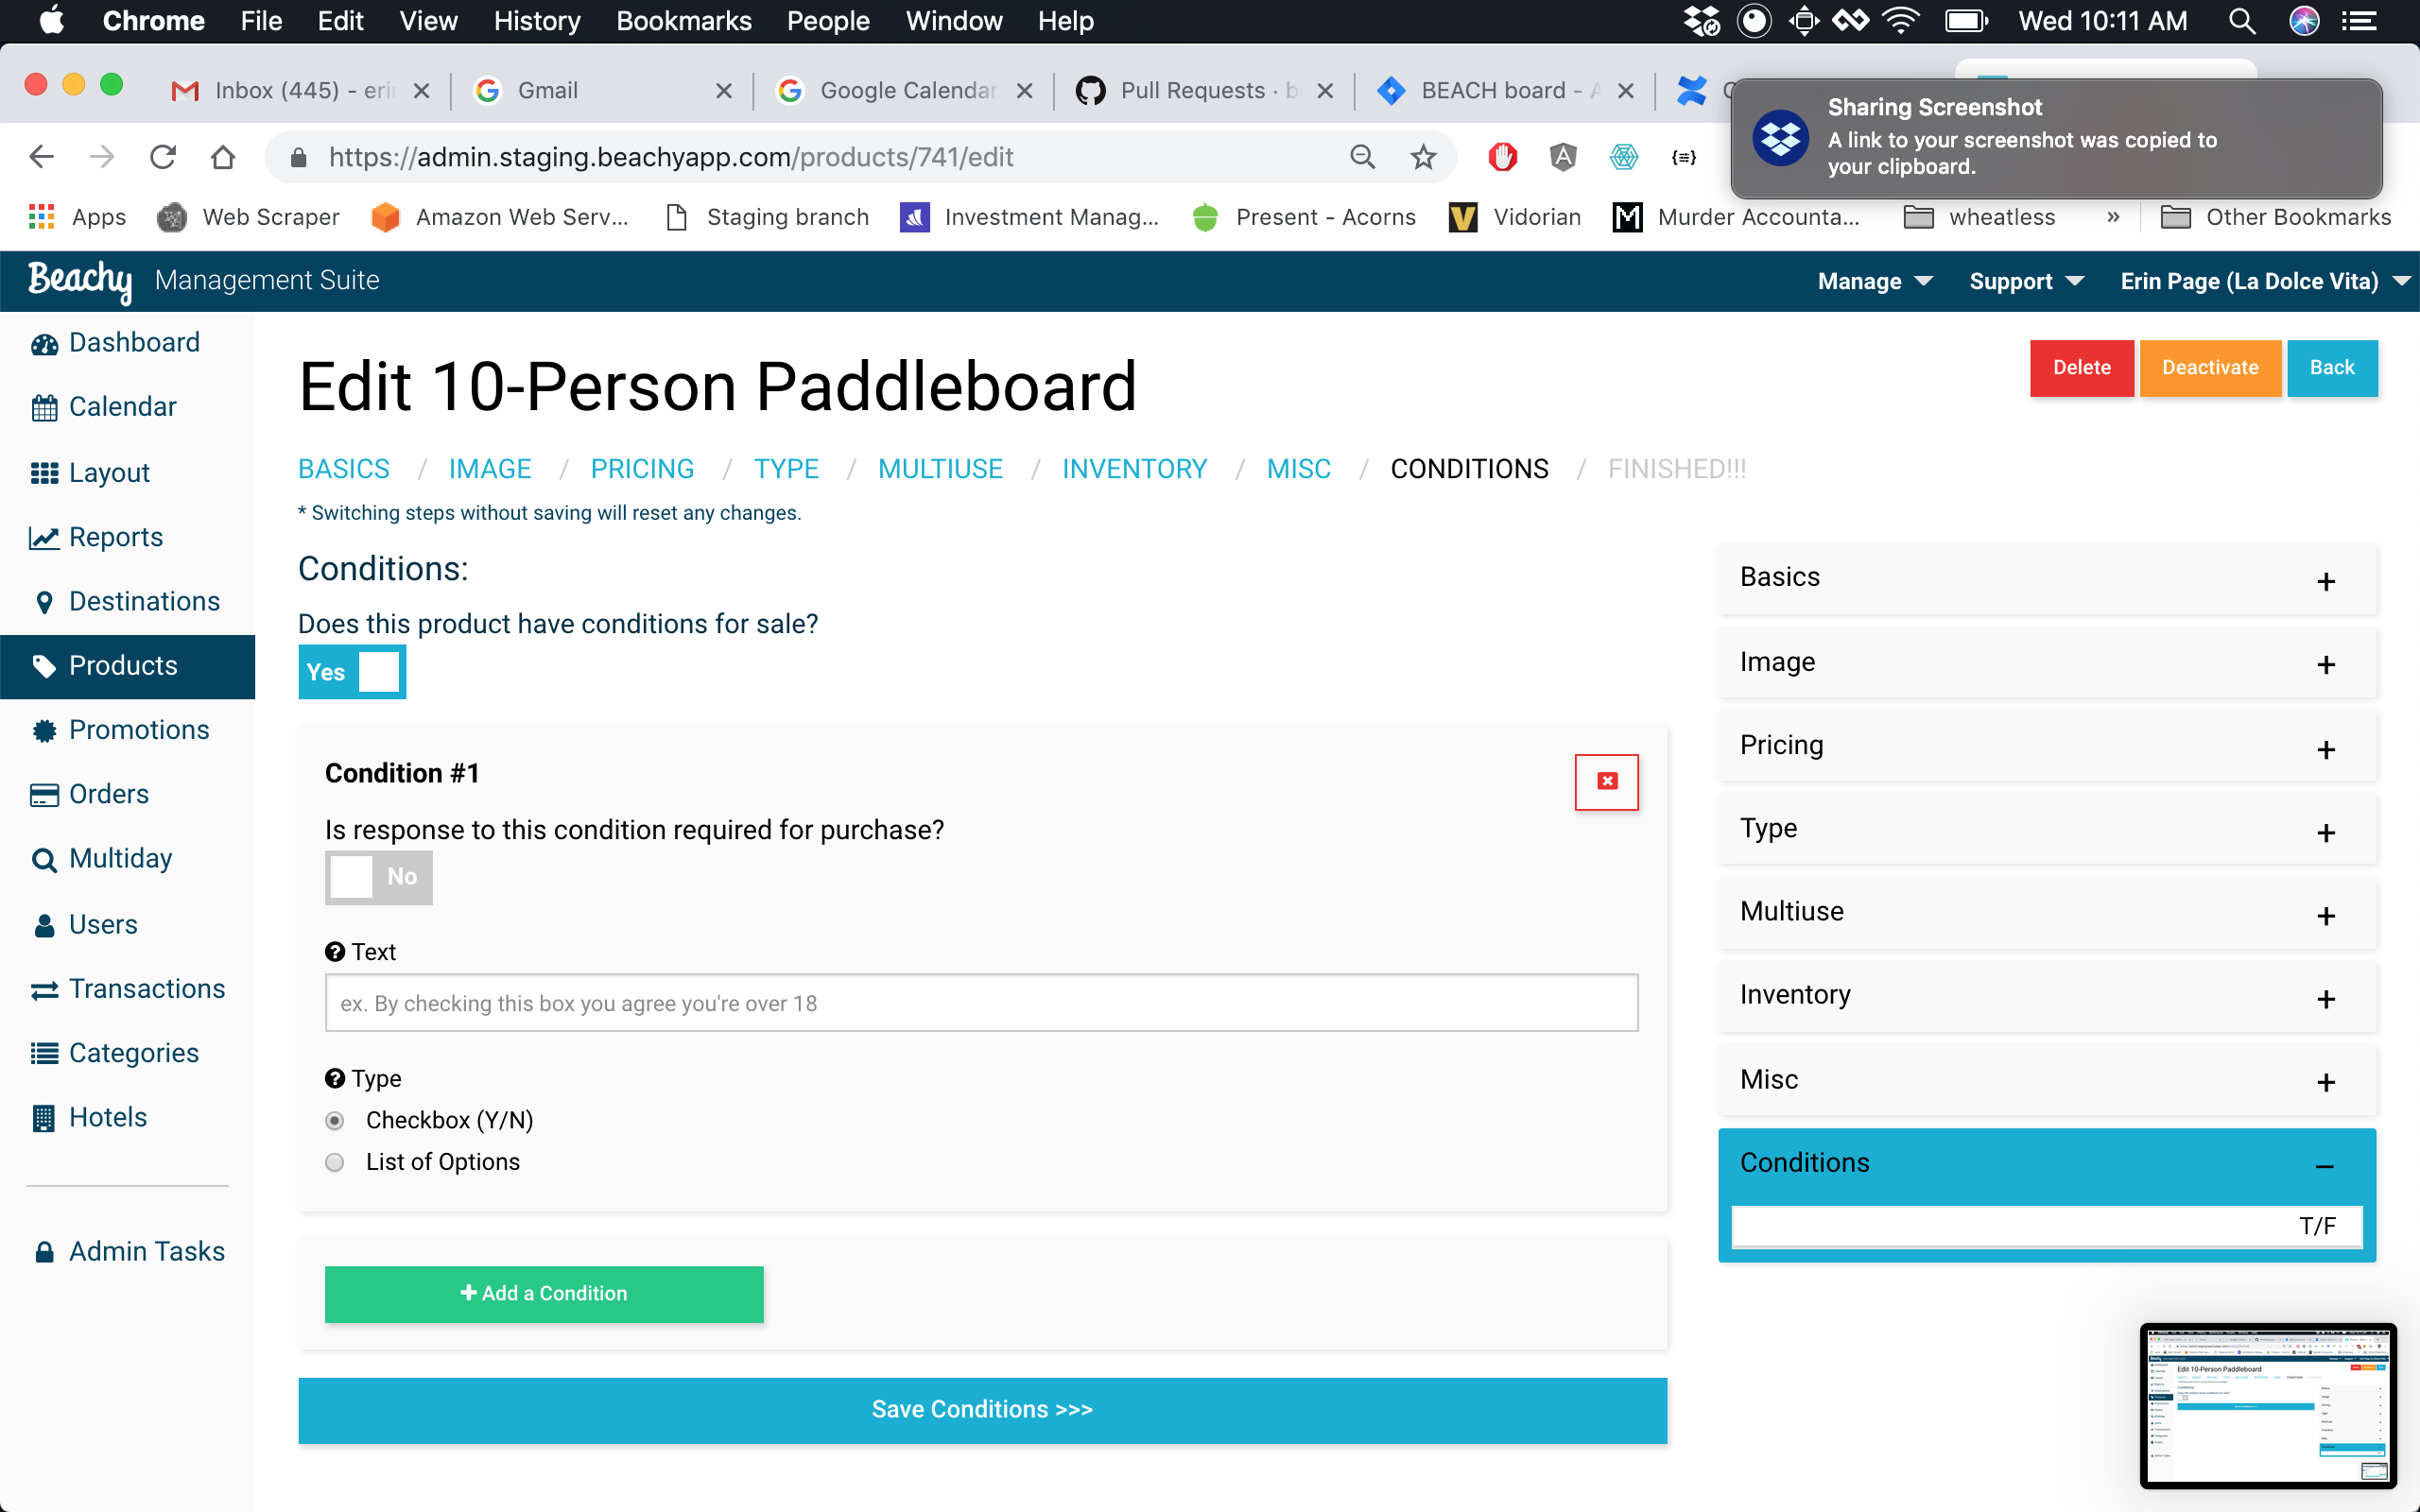 Chrome File Edit View History Bookmarks People Window Help Wed 10:11 AM
Inbox (445) - erin Gmail Google Calendar Pull Requests · b BEACH board - A
Sharing Screenshot
A link to your screenshot was copied to
your clipboard.
https://admin.staging.beachyapp.com/products/741/edit
Apps Web Scraper Amazon Web Serv... Staging branch Investment Manag... Present - Acorns Vidorian Murder Accounta... wheatless » Other Bookmarks
Beachy Management Suite Manage Support Erin Page (La Dolce Vita)
Dashboard
Calendar
Layout
Reports
Destinations
Products
Promotions
Orders
Multiday
Users
Transactions
Categories
Hotels
Admin Tasks
Edit 10-Person Paddleboard
Delete Deactivate Back
BASICS / IMAGE / PRICING / TYPE / MULTIUSE / INVENTORY / MISC / CONDITIONS / FINISHED!!!
* Switching steps without saving will reset any changes.
Conditions:
Does this product have conditions for sale?
Yes
Condition #1
Is response to this condition required for purchase?
No
Text
ex. By checking this box you agree you're over 18
Type
Checkbox (Y/N)
List of Options
+ Add a Condition
Save Conditions >>>
Basics +
Image +
Pricing +
Type +
Multiuse +
Inventory +
Misc +
Conditions –
T/F
Edit 10-Person Paddleboard